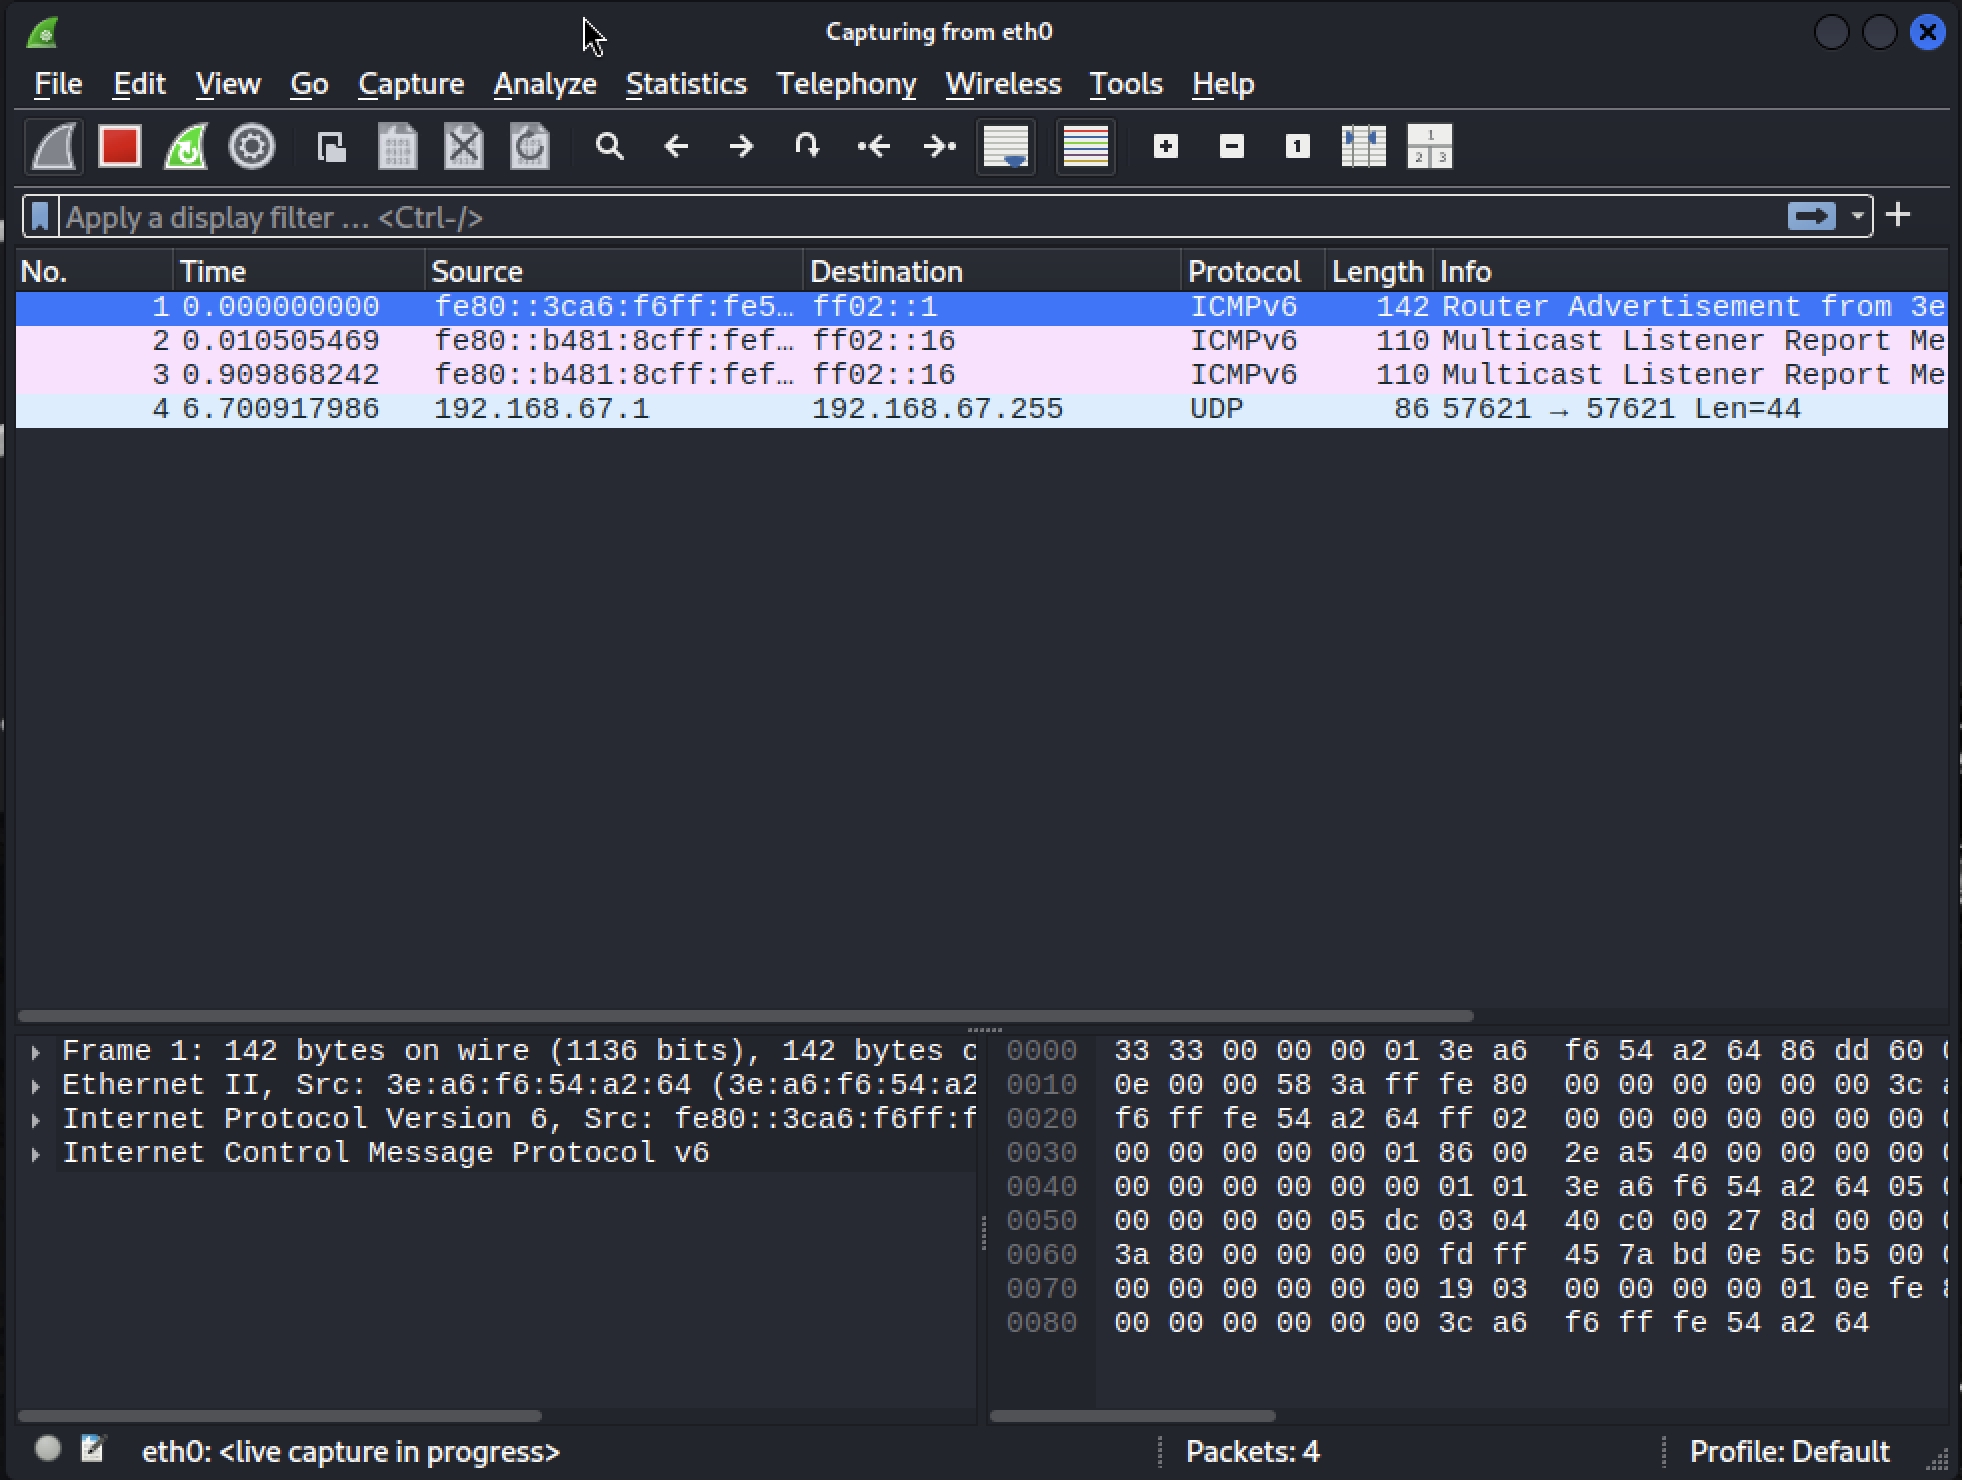 Capturing from eth0
File Edit View Go Capture Analyze Statistics Telephony Wireless Tools Help
Apply a display filter … <Ctrl-/>
No. Time Source Destination Protocol Length Info
1 0.000000000 fe80::3ca6:f6ff:fe5… ff02::1 ICMPv6 142 Router Advertisement from 3e
2 0.010505469 fe80::b481:8cff:fef… ff02::16 ICMPv6 110 Multicast Listener Report Me
3 0.909868242 fe80::b481:8cff:fef… ff02::16 ICMPv6 110 Multicast Listener Report Me
4 6.700917986 192.168.67.1 192.168.67.255 UDP 86 57621 → 57621 Len=44
Frame 1: 142 bytes on wire (1136 bits), 142 bytes c
Ethernet II, Src: 3e:a6:f6:54:a2:64 (3e:a6:f6:54:a2
Internet Protocol Version 6, Src: fe80::3ca6:f6ff:f
Internet Control Message Protocol v6
0000 33 33 00 00 00 01 3e a6 f6 54 a2 64 86 dd 60
0010 0e 00 00 58 3a ff fe 80 00 00 00 00 00 00 3c
0020 f6 ff fe 54 a2 64 ff 02 00 00 00 00 00 00 00
0030 00 00 00 00 00 01 86 00 2e a5 40 00 00 00 00
0040 00 00 00 00 00 00 01 01 3e a6 f6 54 a2 64 05
0050 00 00 00 00 05 dc 03 04 40 c0 00 27 8d 00 00
0060 3a 80 00 00 00 00 fd ff 45 7a bd 0e 5c b5 00
0070 00 00 00 00 00 00 19 03 00 00 00 00 01 0e fe
0080 00 00 00 00 00 00 3c a6 f6 ff fe 54 a2 64
eth0: <live capture in progress> Packets: 4 Profile: Default